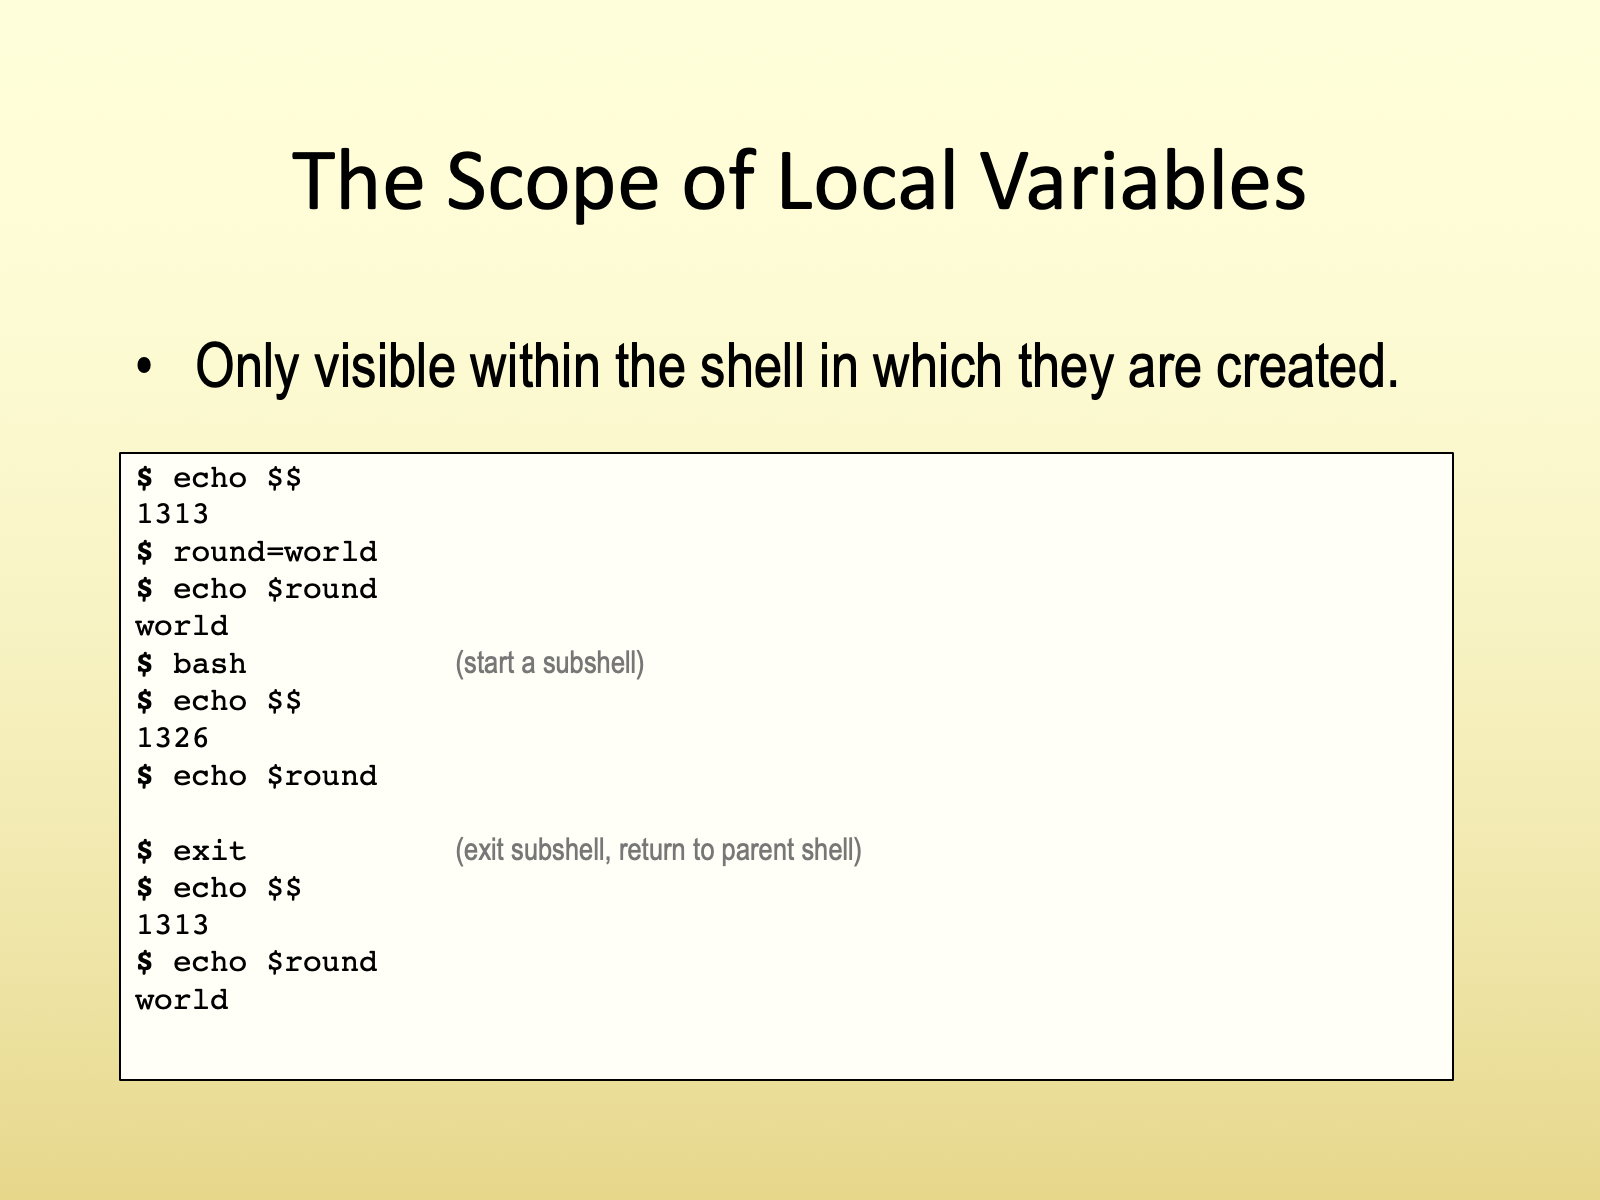 The Scope of Local Variables
• Only visible within the shell in which they are created.
$ echo $$
1313
$ round=world
$ echo $round
world
$ bash (start a subshell)
$ echo $$
1326
$ echo $round
$ exit (exit subshell, return to parent shell)
$ echo $$
1313
$ echo $round
world